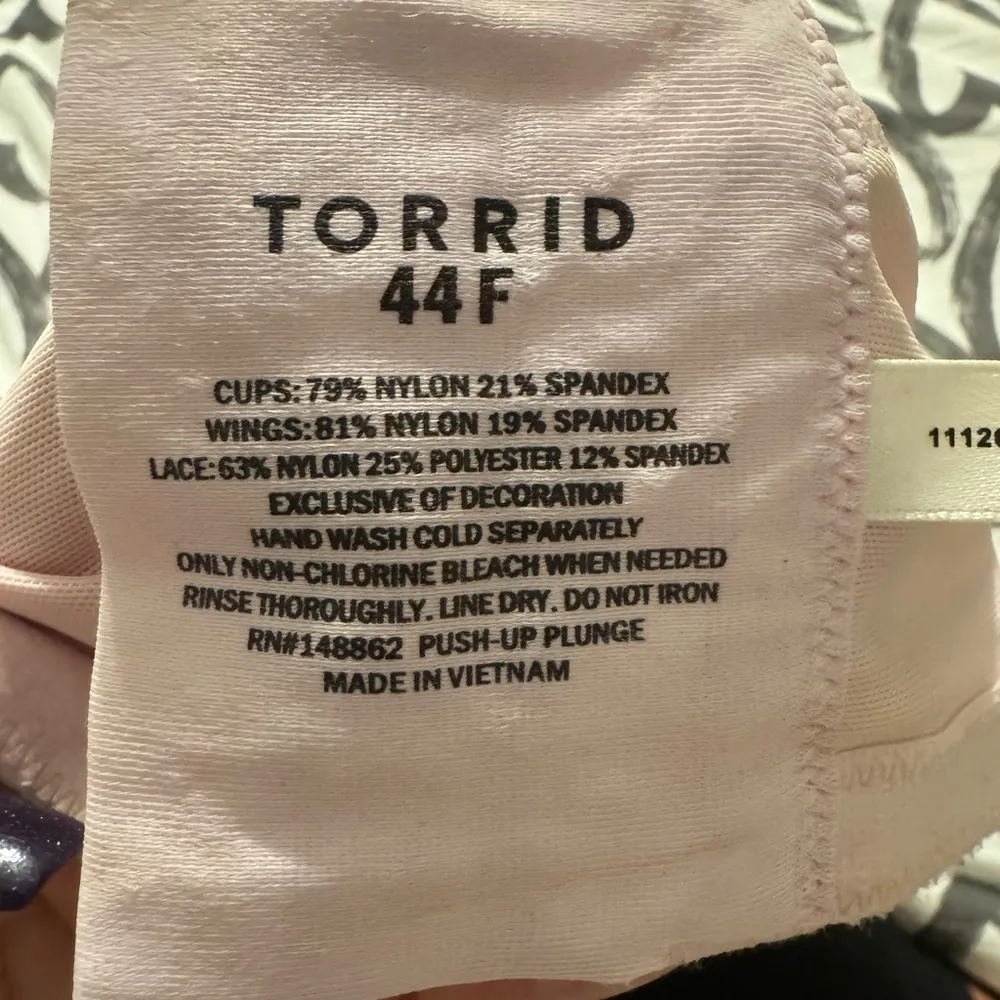 TORRID
44F
CUPS: 79% NYLON 21% SPANDEX
WINGS: 81% NYLON 19% SPANDEX
LACE: 63% NYLON 25% POLYESTER 12% SPANDEX
EXCLUSIVE OF DECORATION
HAND WASH COLD SEPARATELY
ONLY NON-CHLORINE BLEACH WHEN NEEDED
RINSE THOROUGHLY. LINE DRY. DO NOT IRON
RN#148862 PUSH-UP PLUNGE
MADE IN VIETNAM